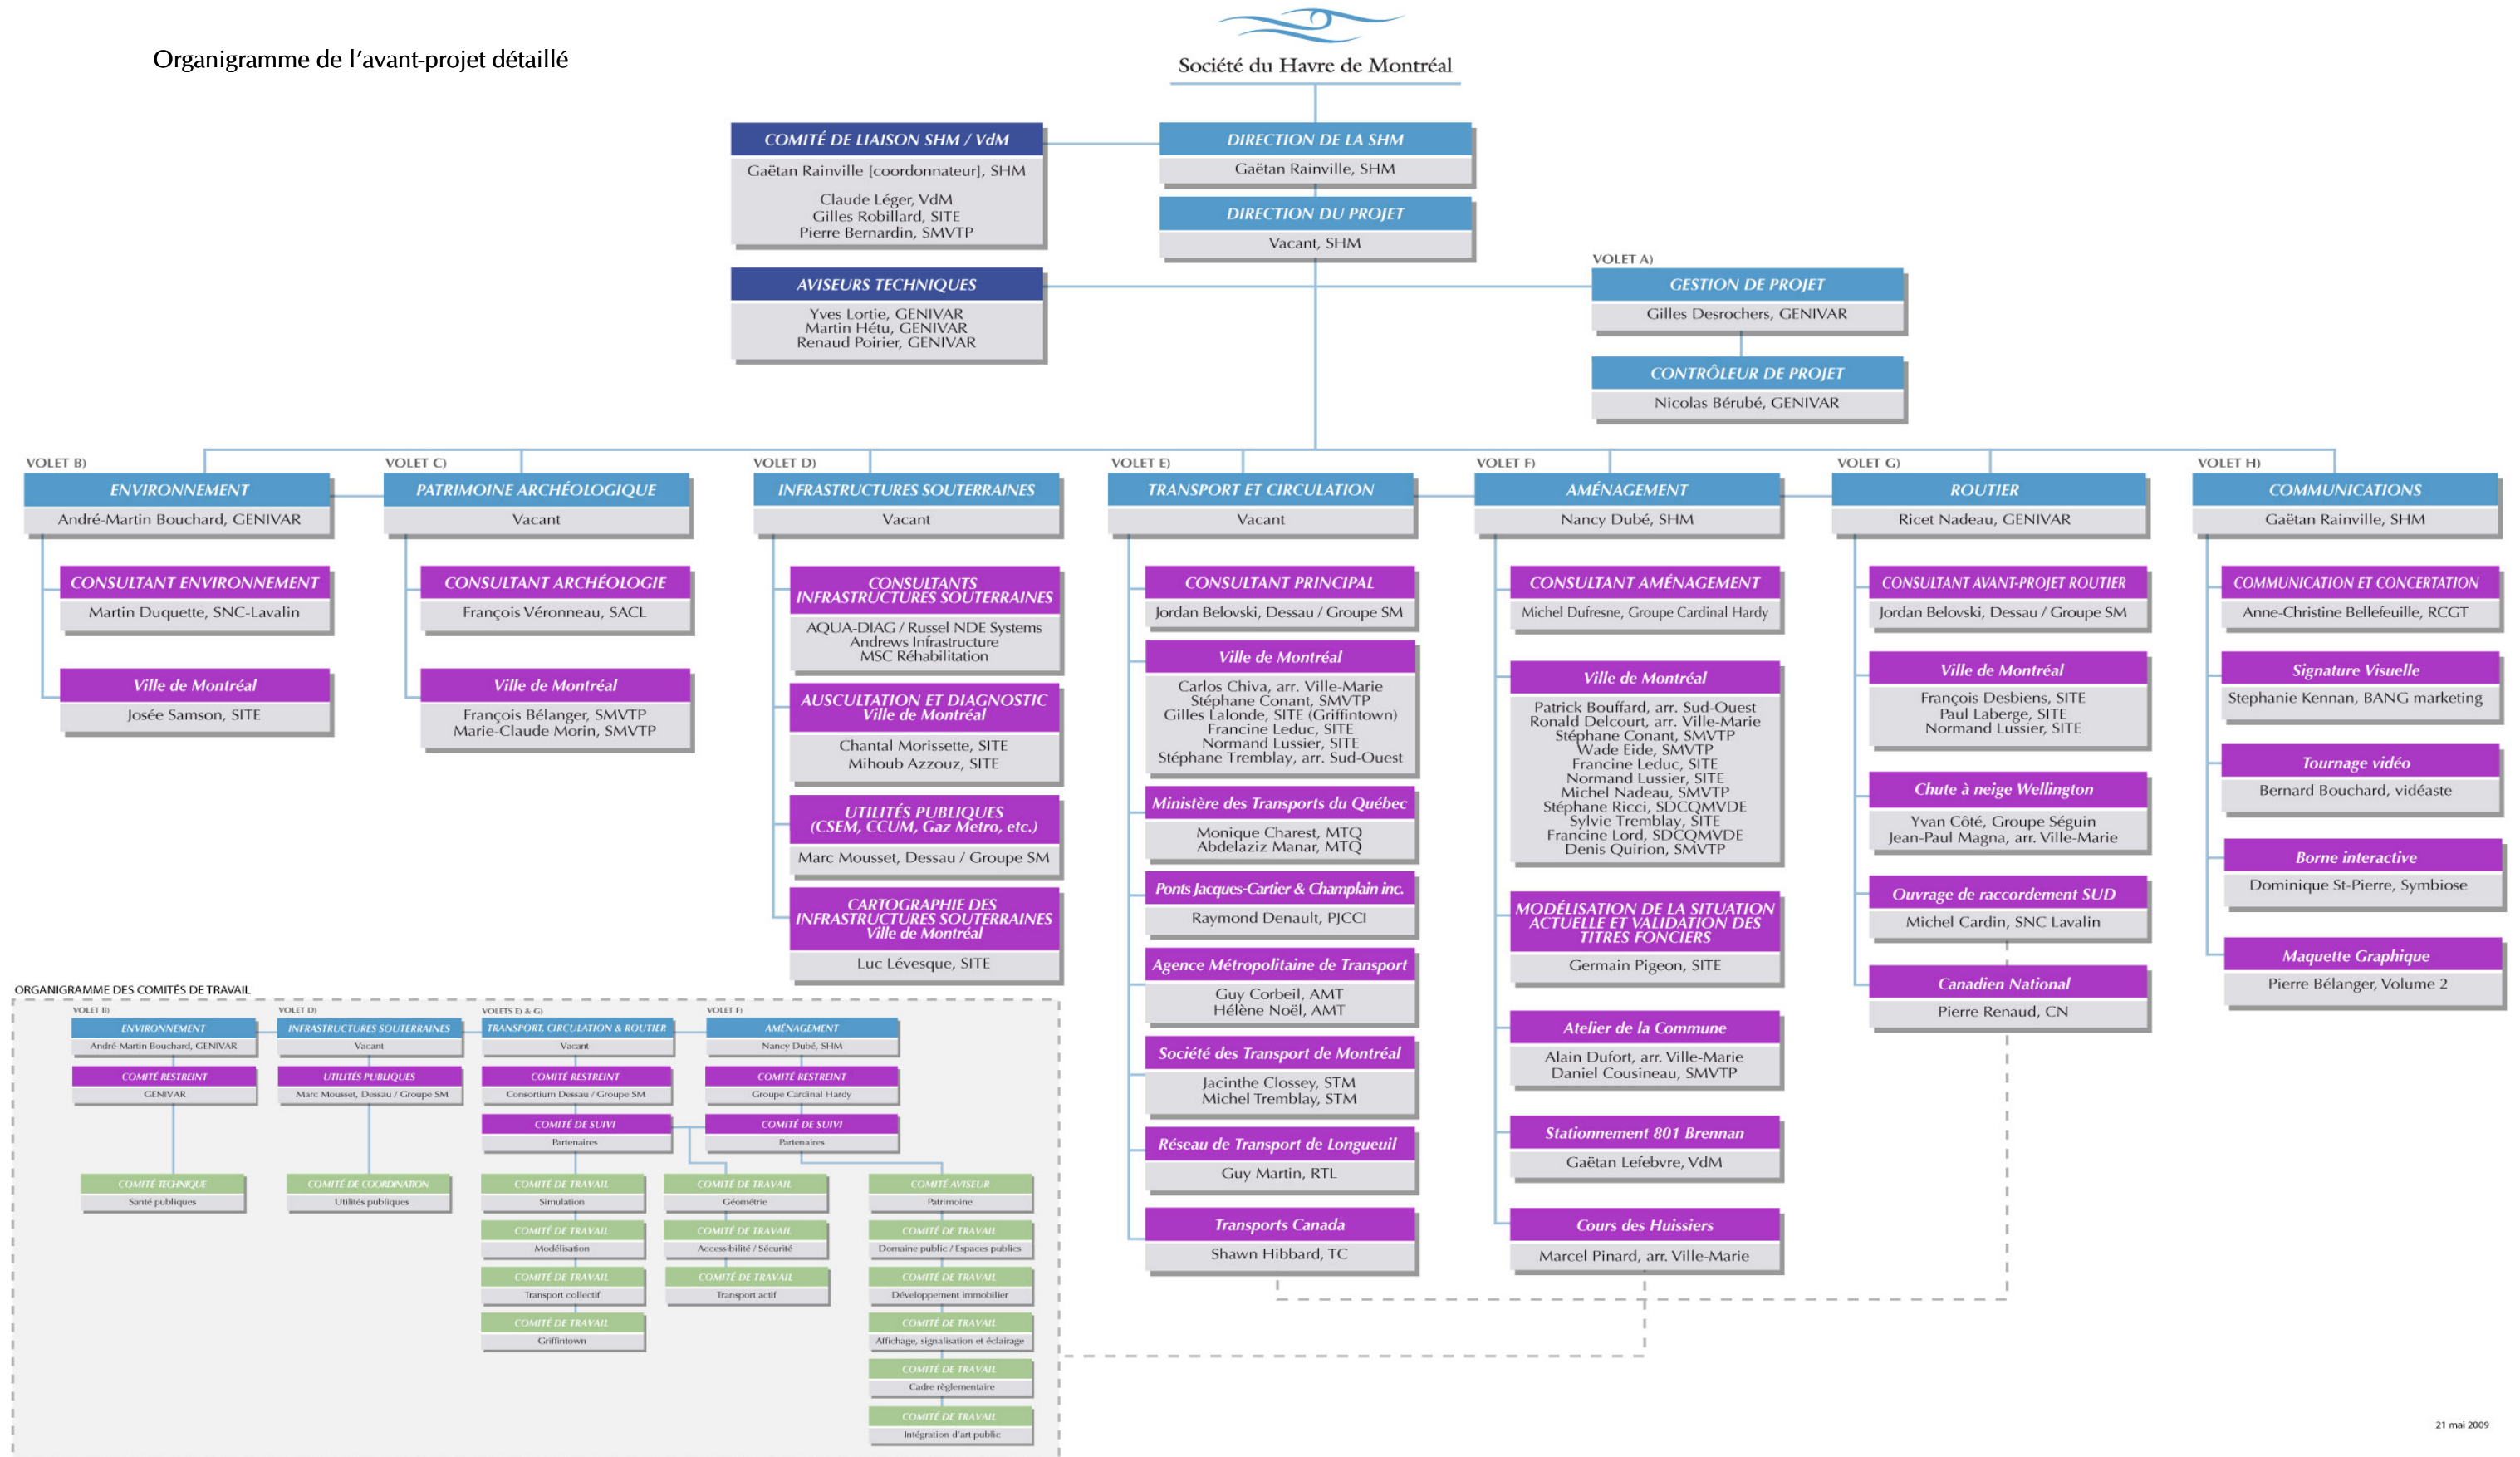 Organigramme de l'avant-projet détaillé
Société du Havre de Montréal
COMITÉ DE LIAISON SHM / VdM
Gaëtan Rainville [coordonnateur], SHM
Claude Léger, VdM
Gilles Robillard, SITE
Pierre Bernardin, SMVTP
DIRECTION DE LA SHM
Gaëtan Rainville, SHM
DIRECTION DU PROJET
Vacant, SHM
AVISEURS TECHNIQUES
Yves Lortie, GENIVAR
Martin Hétu, GENIVAR
Renaud Poirier, GENIVAR
VOLET A)
GESTION DE PROJET
Gilles Desrochers, GENIVAR
CONTRÔLEUR DE PROJET
Nicolas Bérubé, GENIVAR
VOLET B)
ENVIRONNEMENT
André-Martin Bouchard, GENIVAR
CONSULTANT ENVIRONNEMENT
Martin Duquette, SNC-Lavalin
Ville de Montréal
Josée Samson, SITE
VOLET C)
PATRIMOINE ARCHÉOLOGIQUE
Vacant
CONSULTANT ARCHÉOLOGIE
François Véronneau, SACL
Ville de Montréal
François Bélanger, SMVTP
Marie-Claude Morin, SMVTP
VOLET D)
INFRASTRUCTURES SOUTERRAINES
Vacant
CONSULTANTS
INFRASTRUCTURES SOUTERRAINES
AQUA-DIAG / Russel NDE Systems
Andrews Infrastructure
MSC Réhabilitation
AUSCULTATION ET DIAGNOSTIC
Ville de Montréal
Chantal Morissette, SITE
Mihoub Azzouz, SITE
UTILITÉS PUBLIQUES
(CSEM, CCUM, Gaz Metro, etc.)
Marc Mousset, Dessau / Groupe SM
CARTOGRAPHIE DES
INFRASTRUCTURES SOUTERRAINES
Ville de Montréal
Luc Lévesque, SITE
VOLET E)
TRANSPORT ET CIRCULATION
Vacant
CONSULTANT PRINCIPAL
Jordan Belovski, Dessau / Groupe SM
Ville de Montréal
Carlos Chiva, arr. Ville-Marie
Stéphane Conant, SMVTP
Gilles Lalonde, SITE (Griffintown)
Francine Leduc, SITE
Normand Lussier, SITE
Stéphane Tremblay, arr. Sud-Ouest
Ministère des Transports du Québec
Monique Charest, MTQ
Abdelaziz Manar, MTQ
Ponts Jacques-Cartier & Champlain inc.
Raymond Denault, PJCCI
Agence Métropolitaine de Transport
Guy Corbeil, AMT
Hélène Noël, AMT
Société des Transport de Montréal
Jacinthe Clossey, STM
Michel Tremblay, STM
Réseau de Transport de Longueuil
Guy Martin, RTL
Transports Canada
Shawn Hibbard, TC
VOLET F)
AMÉNAGEMENT
Nancy Dubé, SHM
CONSULTANT AMÉNAGEMENT
Michel Dufresne, Groupe Cardinal Hardy
Ville de Montréal
Patrick Bouffard, arr. Sud-Ouest
Ronald Delcourt, arr. Ville-Marie
Stéphane Conant, SMVTP
Wade Eide, SMVTP
Francine Leduc, SITE
Normand Lussier, SITE
Michel Nadeau, SMVTP
Stéphane Ricci, SDCQMVDE
Sylvie Tremblay, SITE
Francine Lord, SDCQMVDE
Denis Quirion, SMVTP
MODÉLISATION DE LA SITUATION
ACTUELLE ET VALIDATION DES
TITRES FONCIERS
Germain Pigeon, SITE
Atelier de la Commune
Alain Dufort, arr. Ville-Marie
Daniel Cousineau, SMVTP
Stationnement 801 Brennan
Gaëtan Lefebvre, VdM
Cours des Huissiers
Marcel Pinard, arr. Ville-Marie
VOLET G)
ROUTIER
Ricet Nadeau, GENIVAR
CONSULTANT AVANT-PROJET ROUTIER
Jordan Belovski, Dessau / Groupe SM
Ville de Montréal
François Desbiens, SITE
Paul Laberge, SITE
Normand Lussier, SITE
Chute à neige Wellington
Yvan Côté, Groupe Séguin
Jean-Paul Magna, arr. Ville-Marie
Ouvrage de raccordement SUD
Michel Cardin, SNC Lavalin
Canadien National
Pierre Renaud, CN
VOLET H)
COMMUNICATIONS
Gaëtan Rainville, SHM
COMMUNICATION ET CONCERTATION
Anne-Christine Bellefeuille, RCGT
Signature Visuelle
Stephanie Kennan, BANG marketing
Tournage vidéo
Bernard Bouchard, vidéaste
Borne interactive
Dominique St-Pierre, Symbiose
Maquette Graphique
Pierre Bélanger, Volume 2
ORGANIGRAMME DES COMITÉS DE TRAVAIL
VOLET B)
ENVIRONNEMENT
André-Martin Bouchard, GENIVAR
COMITÉ RESTREINT
GENIVAR
COMITÉ TECHNIQUE
Santé publiques
VOLET D)
INFRASTRUCTURES SOUTERRAINES
Vacant
UTILITÉS PUBLIQUES
Marc Mousset, Dessau / Groupe SM
COMITÉ DE COORDINATION
Utilités publiques
VOLETS E) & G)
TRANSPORT, CIRCULATION & ROUTIER
Vacant
COMITÉ RESTREINT
Consortium Dessau / Groupe SM
COMITÉ DE SUIVI
Partenaires
COMITÉ DE TRAVAIL
Simulation
COMITÉ DE TRAVAIL
Modélisation
COMITÉ DE TRAVAIL
Transport collectif
COMITÉ DE TRAVAIL
Griffintown
COMITÉ DE TRAVAIL
Géométrie
COMITÉ DE TRAVAIL
Accessibilité / Sécurité
COMITÉ DE TRAVAIL
Transport actif
VOLET F)
AMÉNAGEMENT
Nancy Dubé, SHM
COMITÉ RESTREINT
Groupe Cardinal Hardy
COMITÉ DE SUIVI
Partenaires
COMITÉ AVISEUR
Patrimoine
COMITÉ DE TRAVAIL
Domaine public / Espaces publics
COMITÉ DE TRAVAIL
Développement immobilier
COMITÉ DE TRAVAIL
Affichage, signalisation et éclairage
COMITÉ DE TRAVAIL
Cadre règlementaire
COMITÉ DE TRAVAIL
Intégration d'art public
21 mai 2009